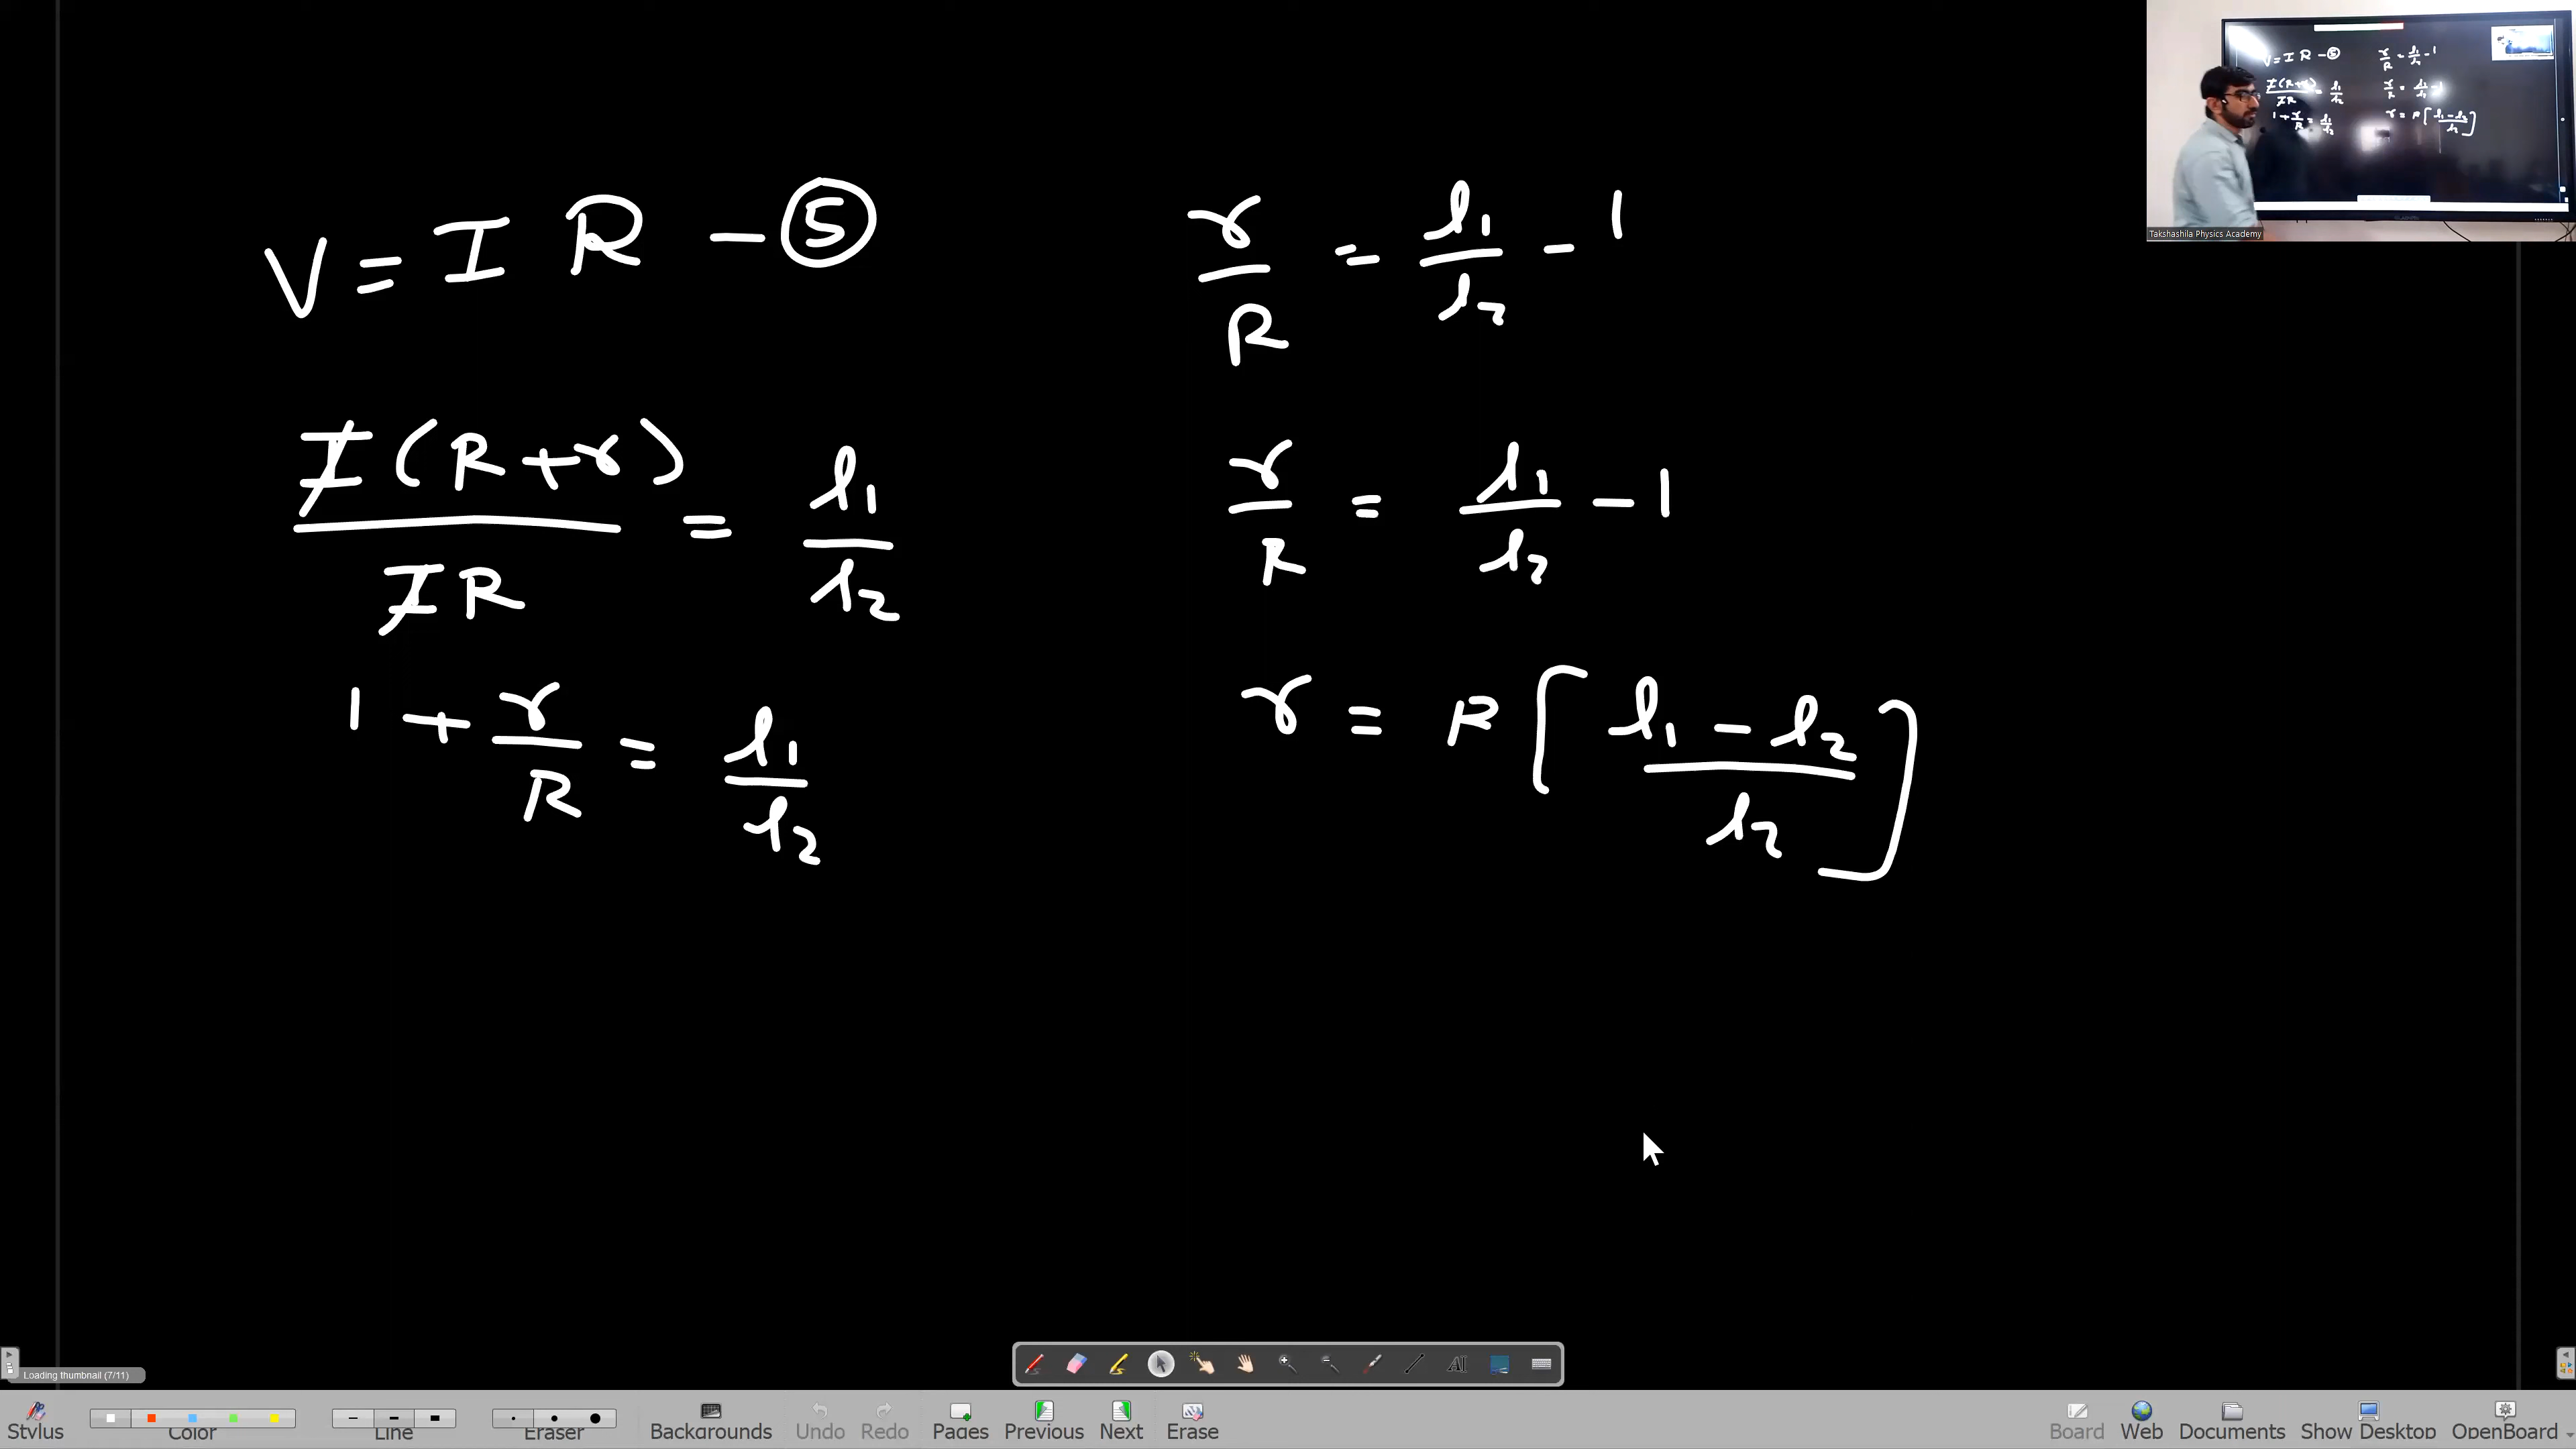 V = I R - ⑤
I(R+r)/IR = l1/l2
1 + r/R = l1/l2
r/R = l1/l2 - 1
r/R = l1/l2 - 1
r = R [ l1 - l2 / l2 ]
Takshashila Physics Academy
Loading thumbnail (7/11)
Stylus Color Line Eraser Backgrounds Undo Redo Pages Previous Next Erase Board Web Documents Show Desktop OpenBoard